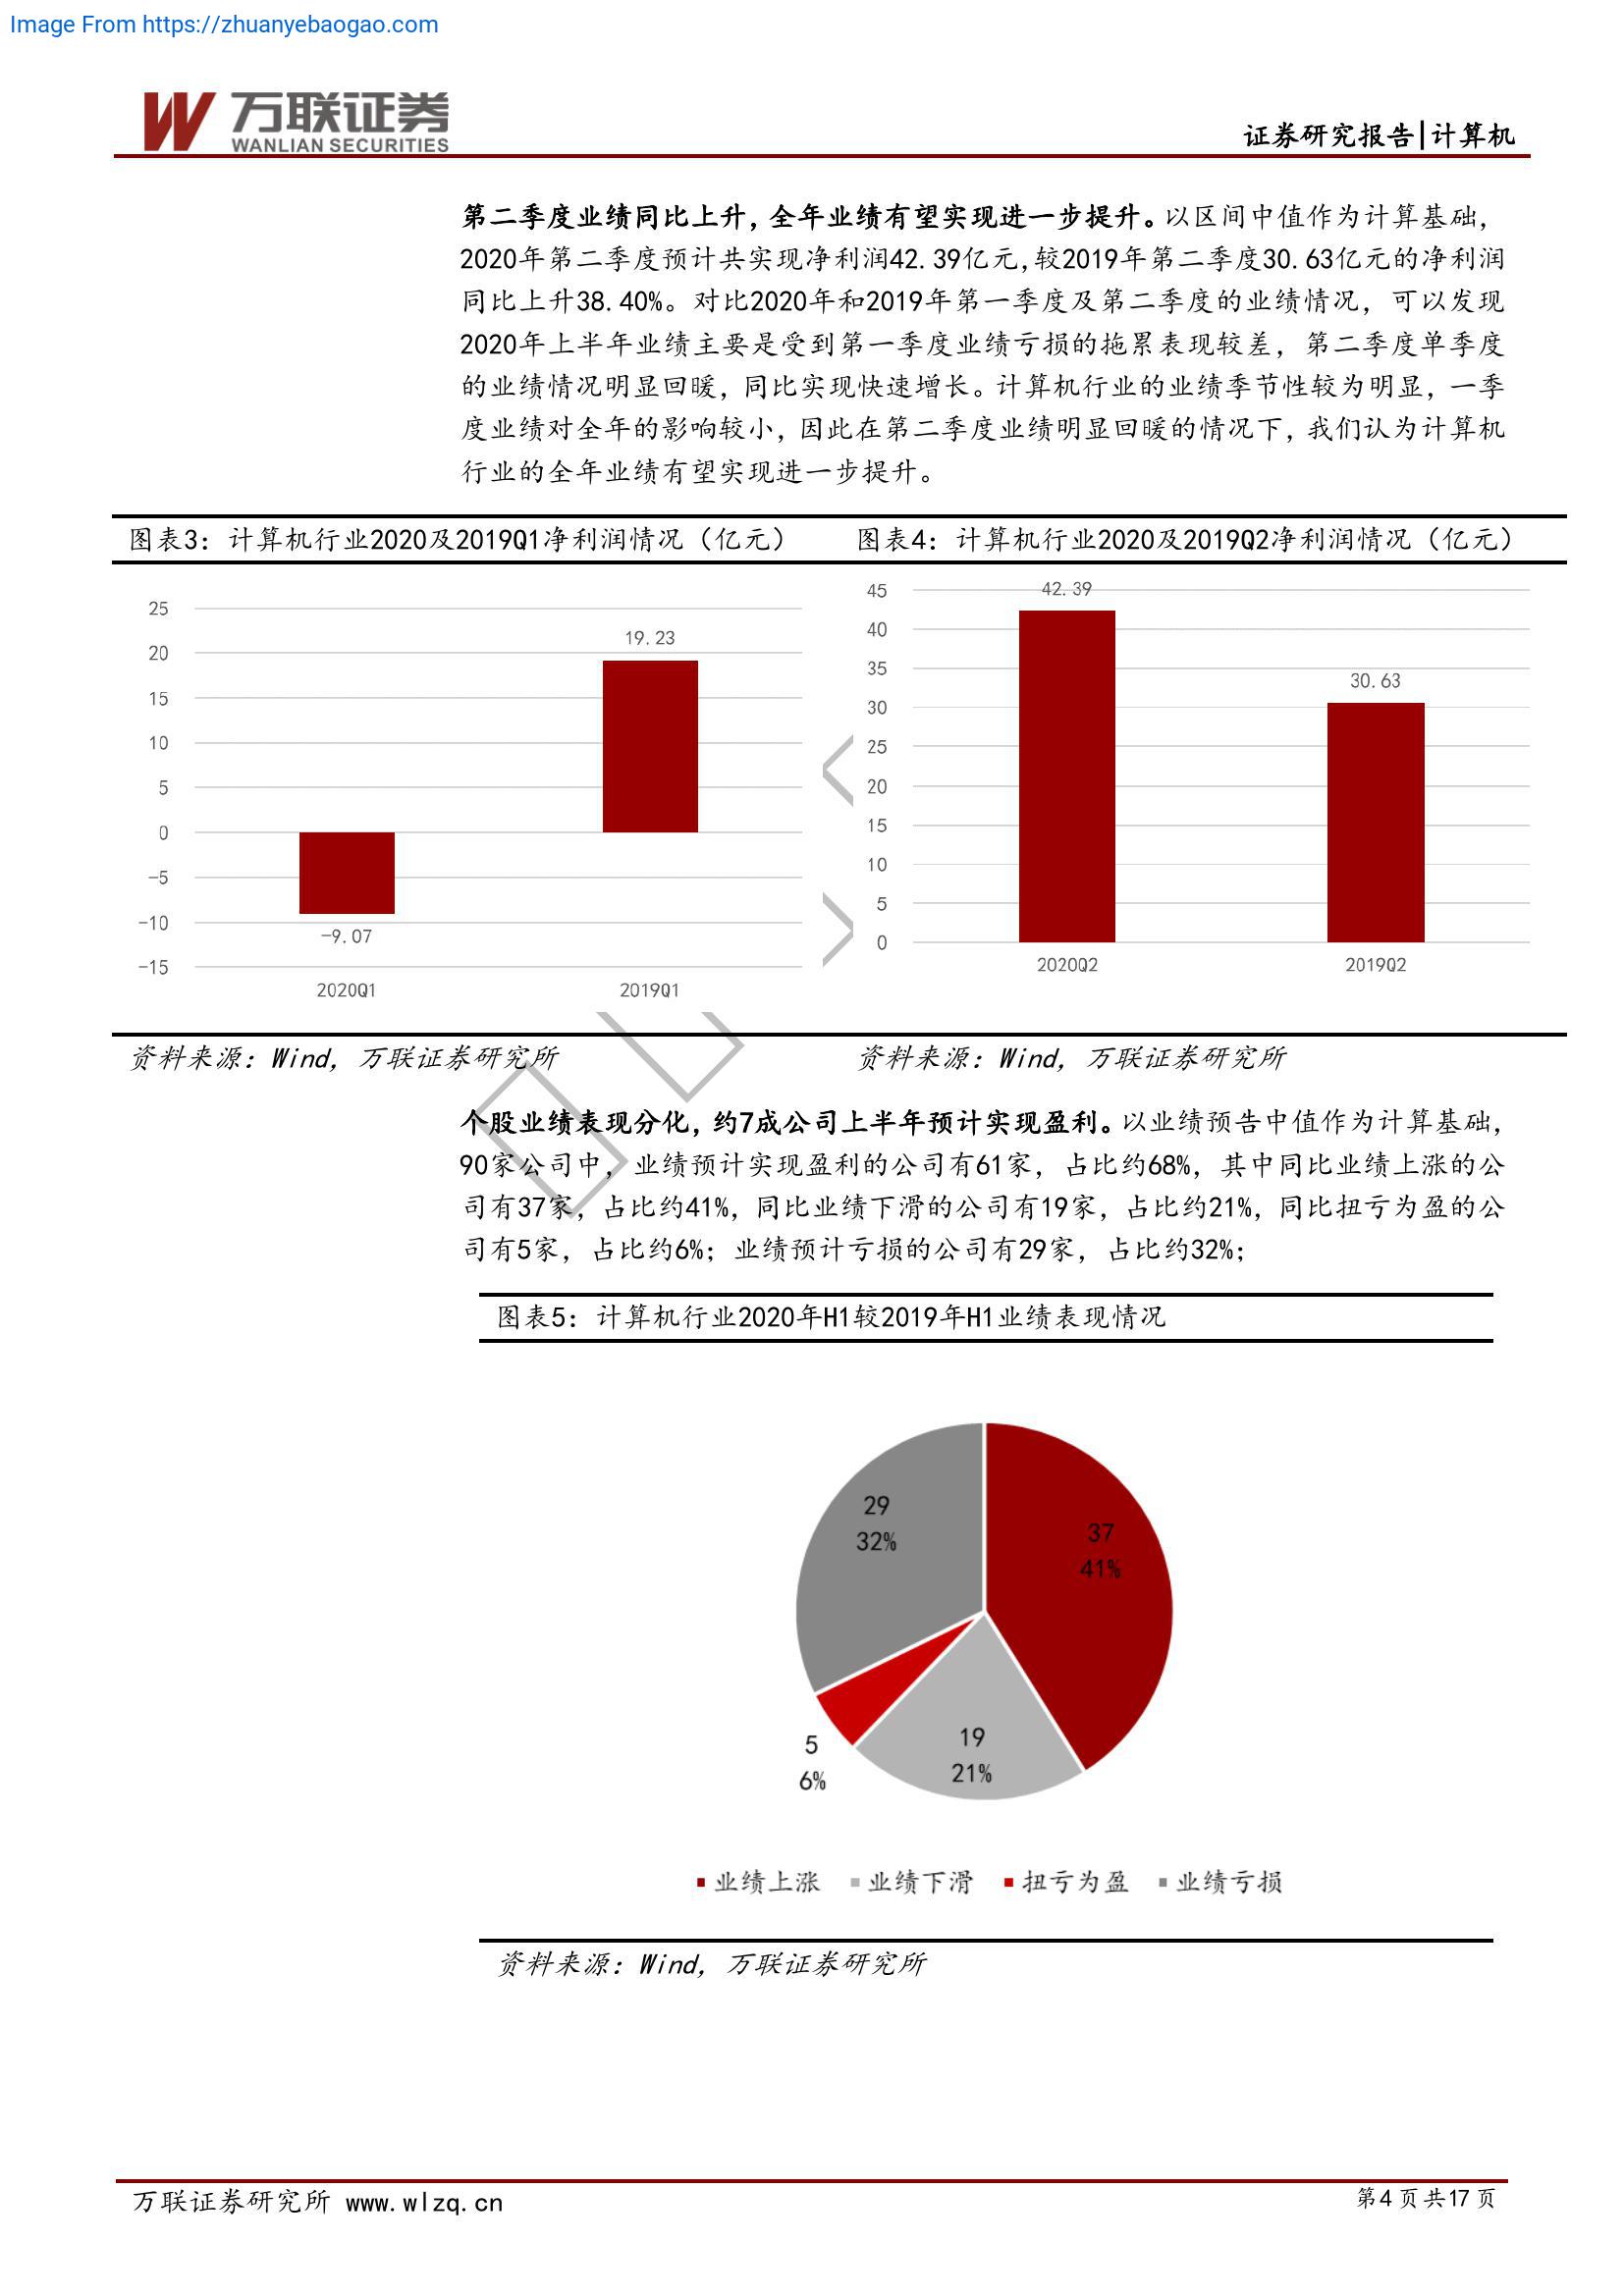 Image From https://zhuanyebaogao.com
万联证券
WANLIAN SECURITIES
证券研究报告|计算机
第二季度业绩同比上升，全年业绩有望实现进一步提升。以区间中值作为计算基础，
2020年第二季度预计共实现净利润42.39亿元，较2019年第二季度30.63亿元的净利润
同比上升38.40%。对比2020年和2019年第一季度及第二季度的业绩情况，可以发现
2020年上半年业绩主要是受到第一季度业绩亏损的拖累表现较差，第二季度单季度
的业绩情况明显回暖，同比实现快速增长。计算机行业的业绩季节性较为明显，一季
度业绩对全年的影响较小，因此在第二季度业绩明显回暖的情况下，我们认为计算机
行业的全年业绩有望实现进一步提升。
图表3：计算机行业2020及2019Q1净利润情况（亿元）
25
20
15
10
5
0
-5
-10
-15
19.23
-9.07
2020Q1
2019Q1
资料来源：Wind，万联证券研究所
图表4：计算机行业2020及2019Q2净利润情况（亿元）
45
40
35
30
25
20
15
10
5
0
42.39
30.63
2020Q2
2019Q2
资料来源：Wind，万联证券研究所
个股业绩表现分化，约7成公司上半年预计实现盈利。以业绩预告中值作为计算基础，
90家公司中，业绩预计实现盈利的公司有61家，占比约68%，其中同比业绩上涨的公
司有37家，占比约41%，同比业绩下滑的公司有19家，占比约21%，同比扭亏为盈的公
司有5家，占比约6%；业绩预计亏损的公司有29家，占比约32%；
图表5：计算机行业2020年H1较2019年H1业绩表现情况
29
32%
37
41%
19
21%
5
6%
业绩上涨
业绩下滑
扭亏为盈
业绩亏损
资料来源：Wind，万联证券研究所
万联证券研究所 www.wlzq.cn
第4页共17页